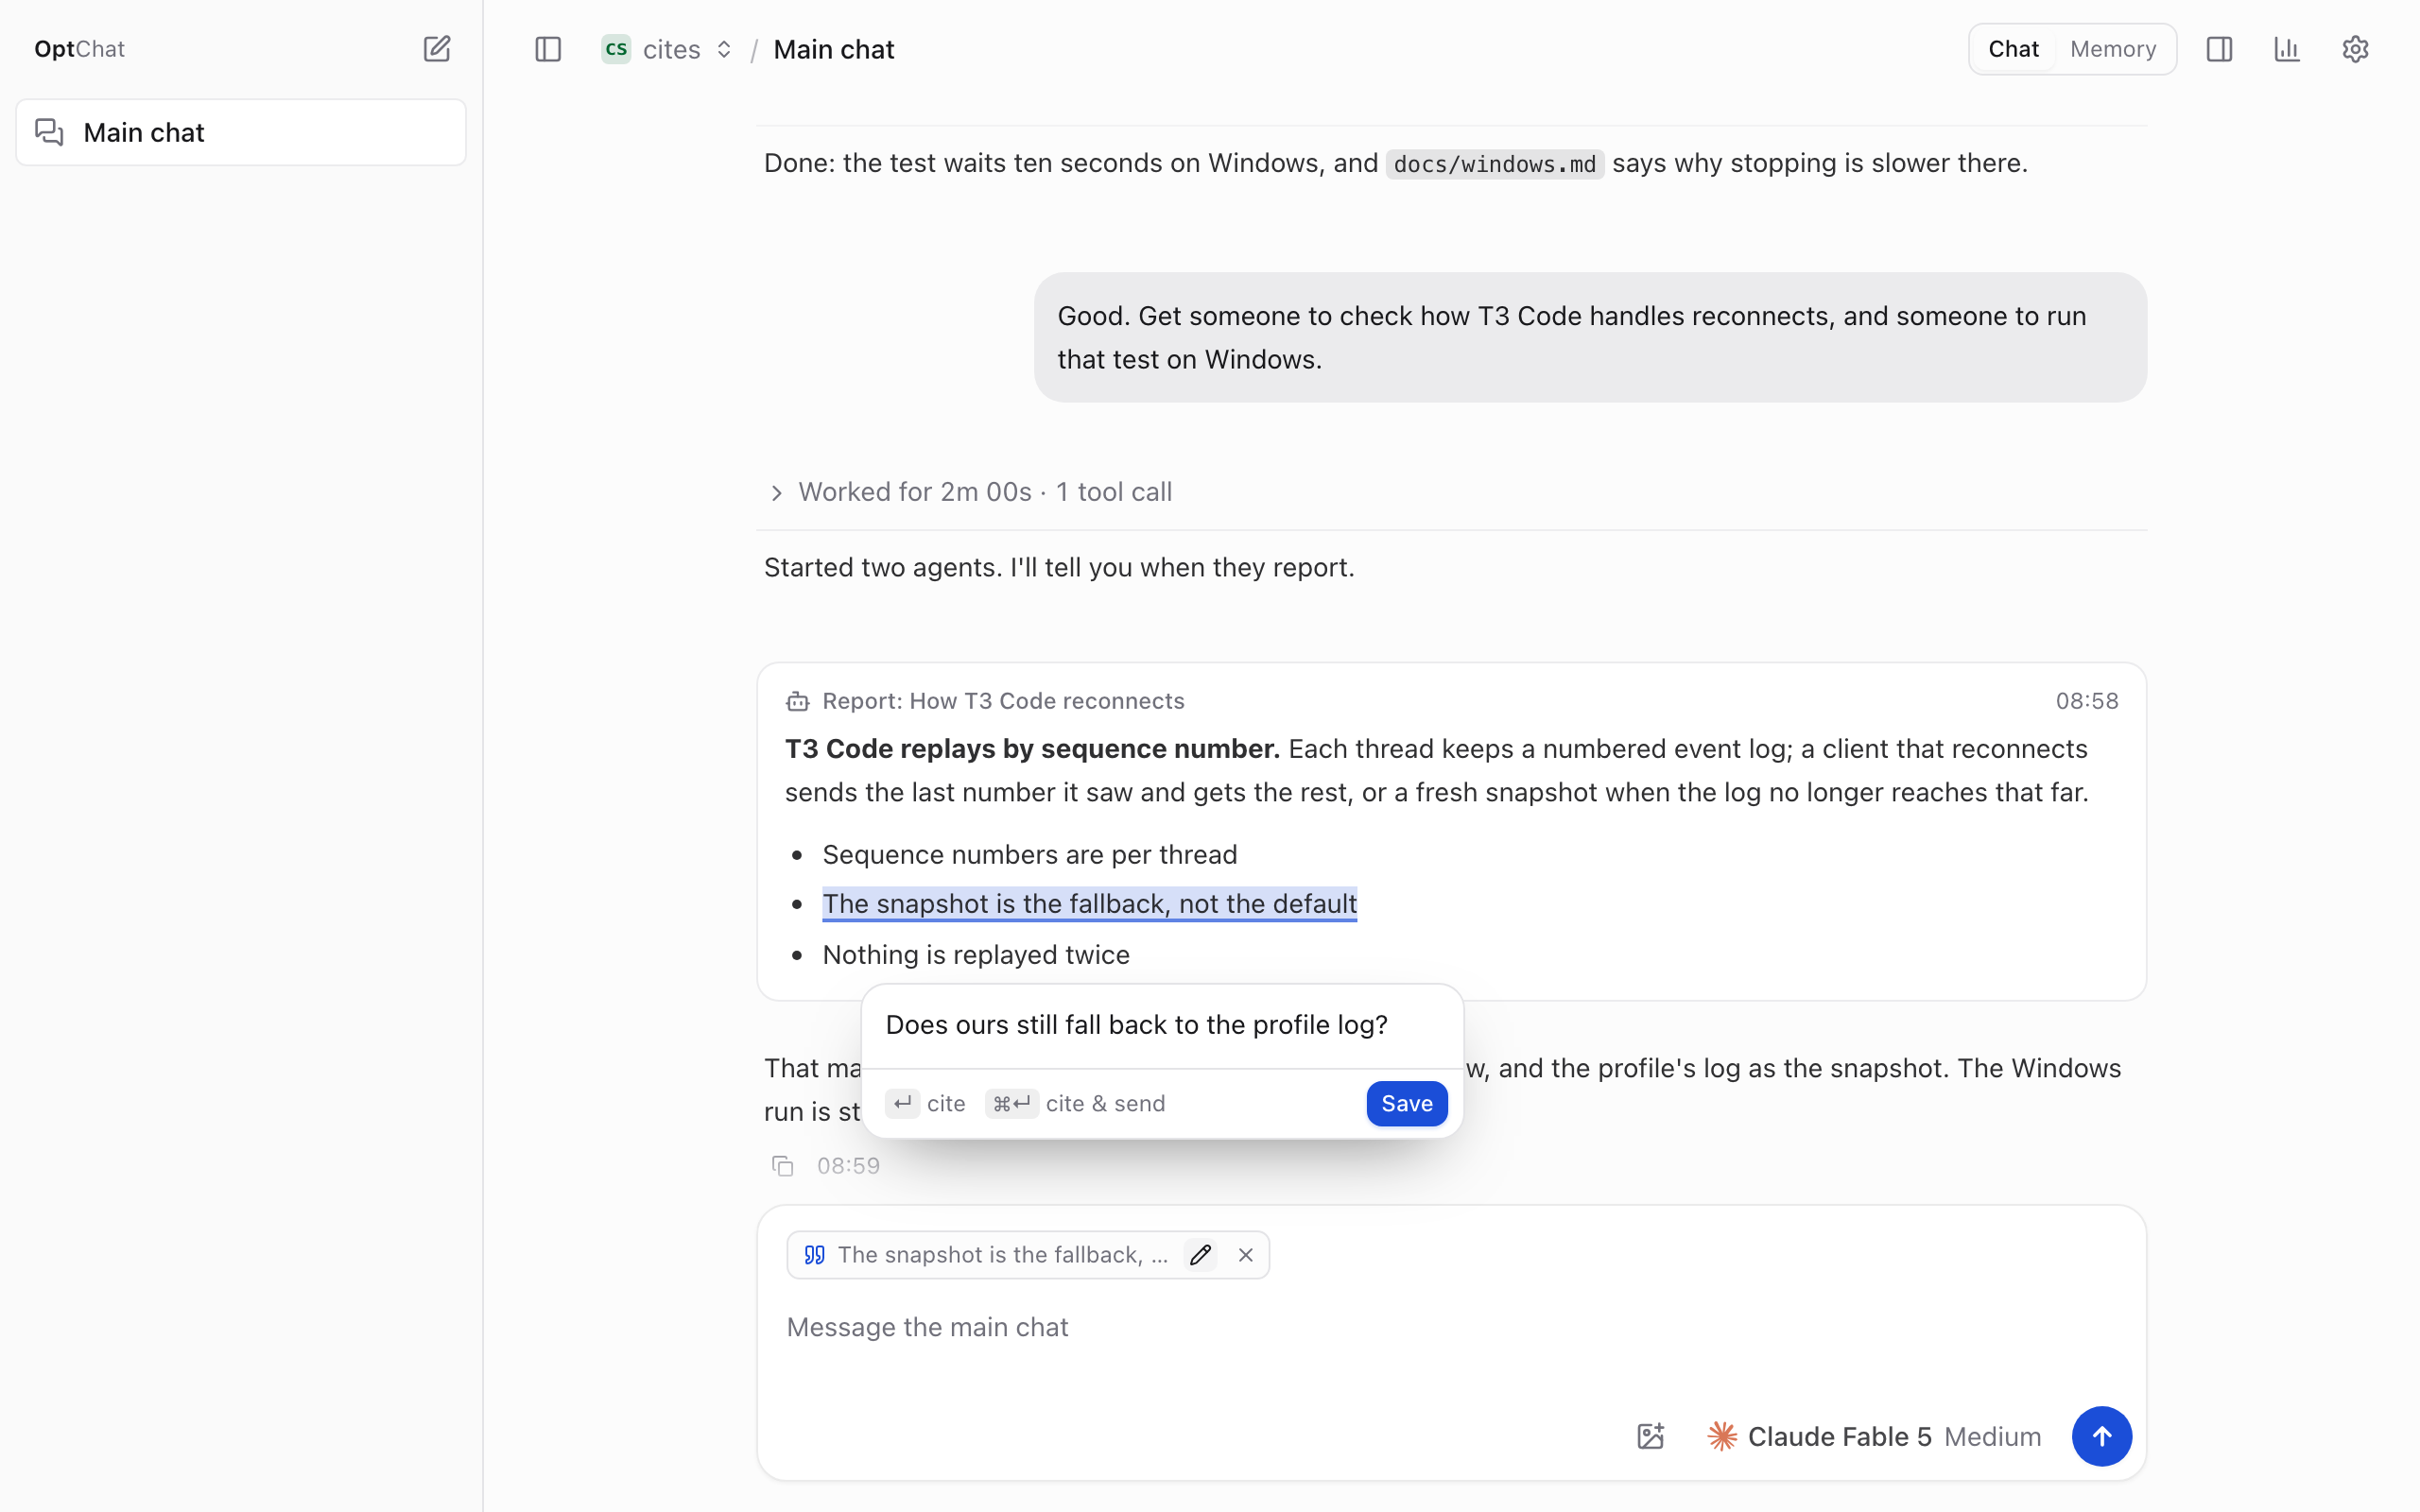 OptChat
CS cites / Main chat
Chat Memory
Main chat
Done: the test waits ten seconds on Windows, and docs/windows.md says why stopping is slower there.
Good. Get someone to check how T3 Code handles reconnects, and someone to run
that test on Windows.
Worked for 2m 00s · 1 tool call
Started two agents. I'll tell you when they report.
Report: How T3 Code reconnects 08:58
T3 Code replays by sequence number. Each thread keeps a numbered event log; a client that reconnects
sends the last number it saw and gets the rest, or a fresh snapshot when the log no longer reaches that far.
• Sequence numbers are per thread
• The snapshot is the fallback, not the default
• Nothing is replayed twice
Does ours still fall back to the profile log?
↵ cite ⌘↵ cite & send Save
That , and the profile's log as the snapshot. The Windows
run is
08:59
The snapshot is the fallback, ...
Message the main chat
Claude Fable 5 Medium